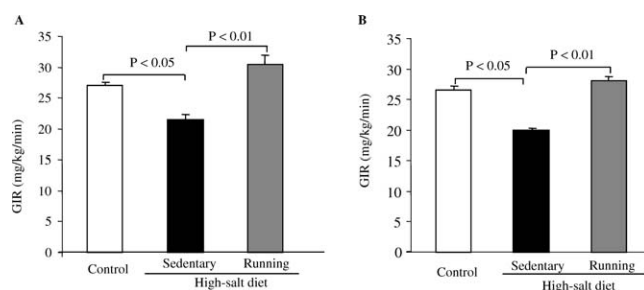 A
P < 0.01
P < 0.05
GIR (mg/kg/min)
35
30
25
20
15
10
5
0
Control
Sedentary
Running
High-salt diet
B
P < 0.01
P < 0.05
GIR (mg/kg/min)
35
30
25
20
15
10
5
0
Control
Sedentary
Running
High-salt diet